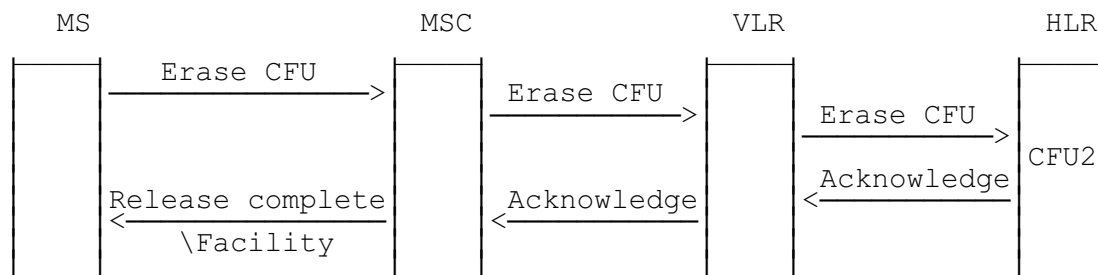 MS MSC VLR HLR
Erase CFU
Erase CFU
Erase CFU
CFU2
Acknowledge
Release complete Acknowledge
\Facility